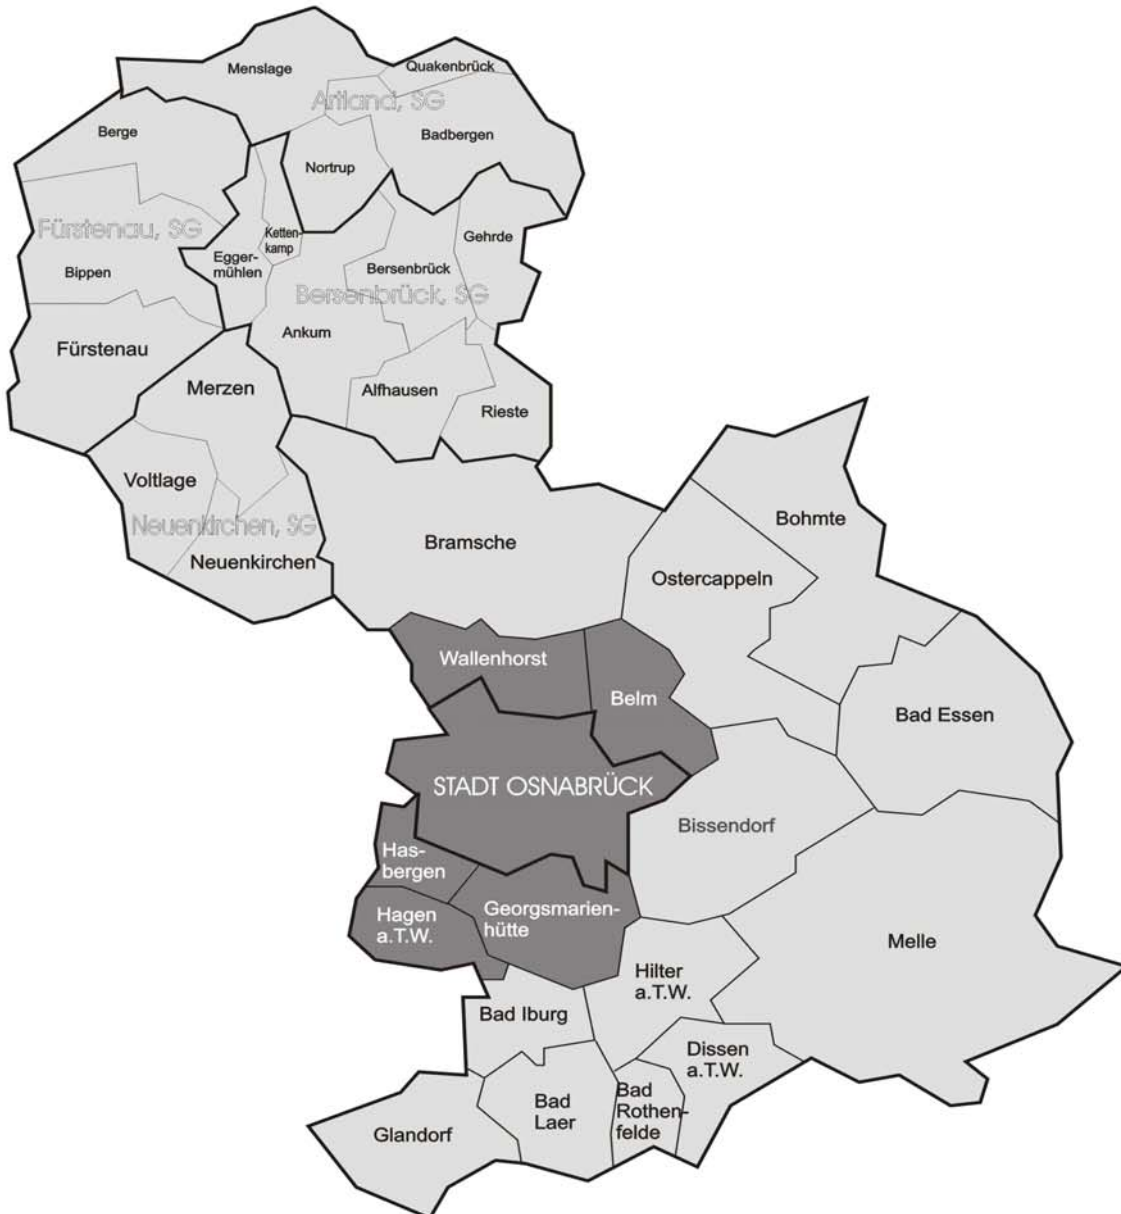 Menslage
Quakenbrück
Artland, SG
Berge
Badbergen
Nortrup
Fürstenau, SG
Ketten-
kamp
Gehrde
Egger-
mühlen
Bippen
Bersenbrück
Bersenbrück, SG
Ankum
Fürstenau
Merzen
Alfhausen
Rieste
Voltlage
Neuenkirchen, SG
Neuenkirchen
Bramsche
Bohmte
Ostercappeln
Wallenhorst
Belm
Bad Essen
STADT OSNABRÜCK
Bissendorf
Has-
bergen
Hagen
a.T.W.
Georgsmarien-
hütte
Melle
Hilter
a.T.W.
Bad Iburg
Dissen
a.T.W.
Bad
Laer
Bad
Rothen-
felde
Glandorf